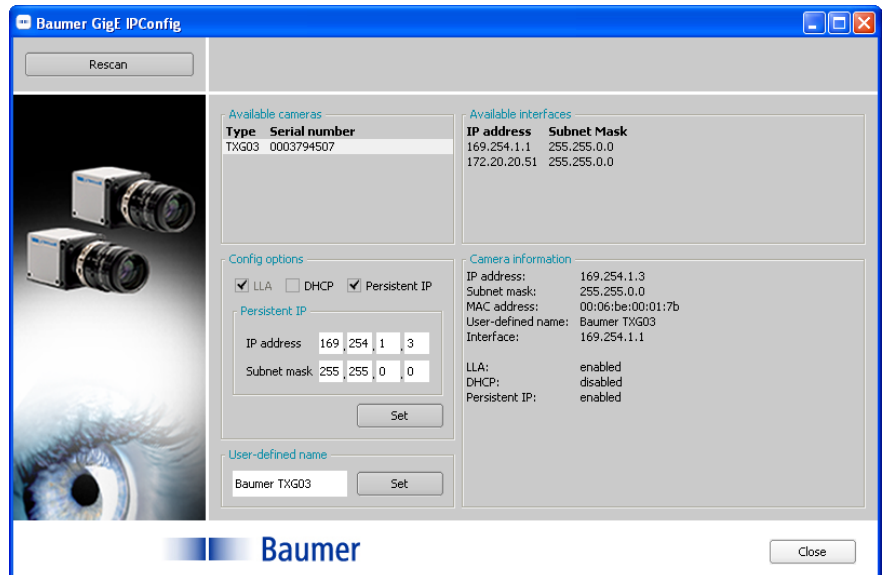 Baumer GigE IPConfig
Rescan
Available cameras
Type Serial number
TXG03 0003794507
Available interfaces
IP address Subnet Mask
169.254.1.1 255.255.0.0
172.20.20.51 255.255.0.0
Config options
LLA DHCP Persistent IP
Persistent IP
IP address 169 . 254 . 1 . 3
Subnet mask 255 . 255 . 0 . 0
Set
User-defined name
Baumer TXG03 Set
Camera information
IP address: 169.254.1.3
Subnet mask: 255.255.0.0
MAC address: 00:06:be:00:01:7b
User-defined name: Baumer TXG03
Interface: 169.254.1.1
LLA: enabled
DHCP: disabled
Persistent IP: enabled
Baumer
Close